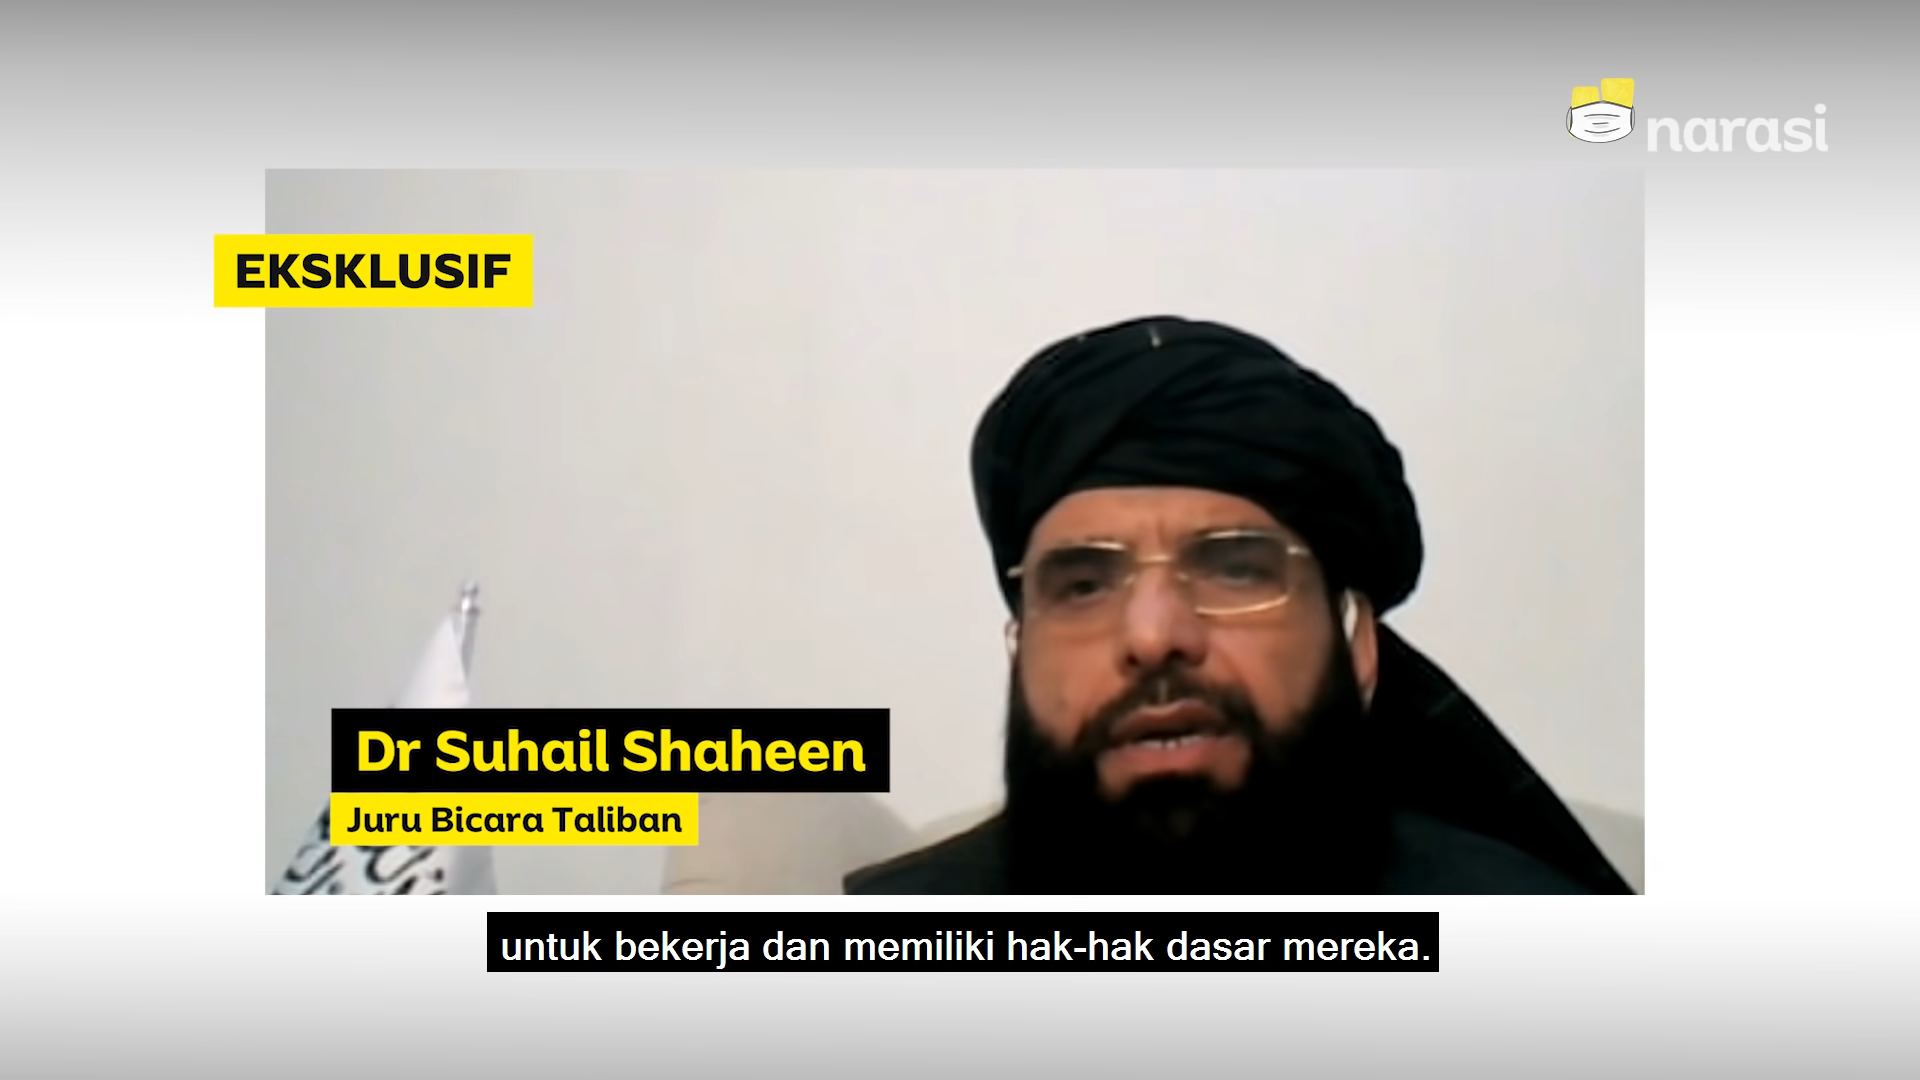 narasi
EKSKLUSIF
Dr Suhail Shaheen
Juru Bicara Taliban
untuk bekerja dan memiliki hak-hak dasar mereka.